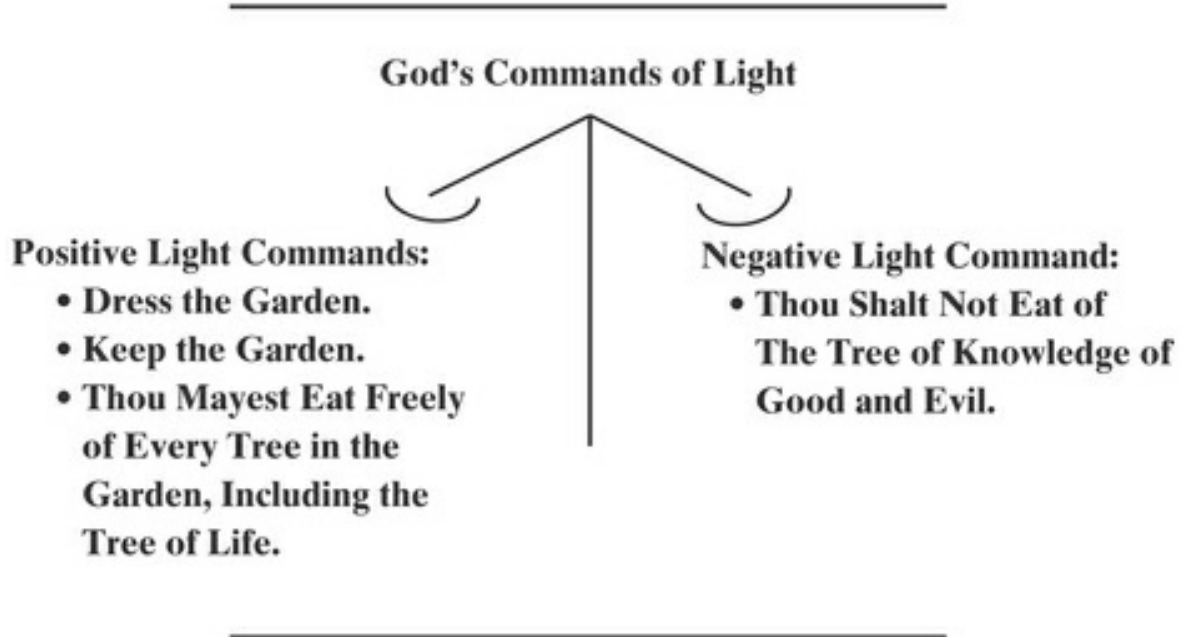 God's Commands of Light
Positive Light Commands:
• Dress the Garden.
• Keep the Garden.
• Thou Mayest Eat Freely
of Every Tree in the
Garden, Including the
Tree of Life.
Negative Light Command:
• Thou Shalt Not Eat of
The Tree of Knowledge of
Good and Evil.